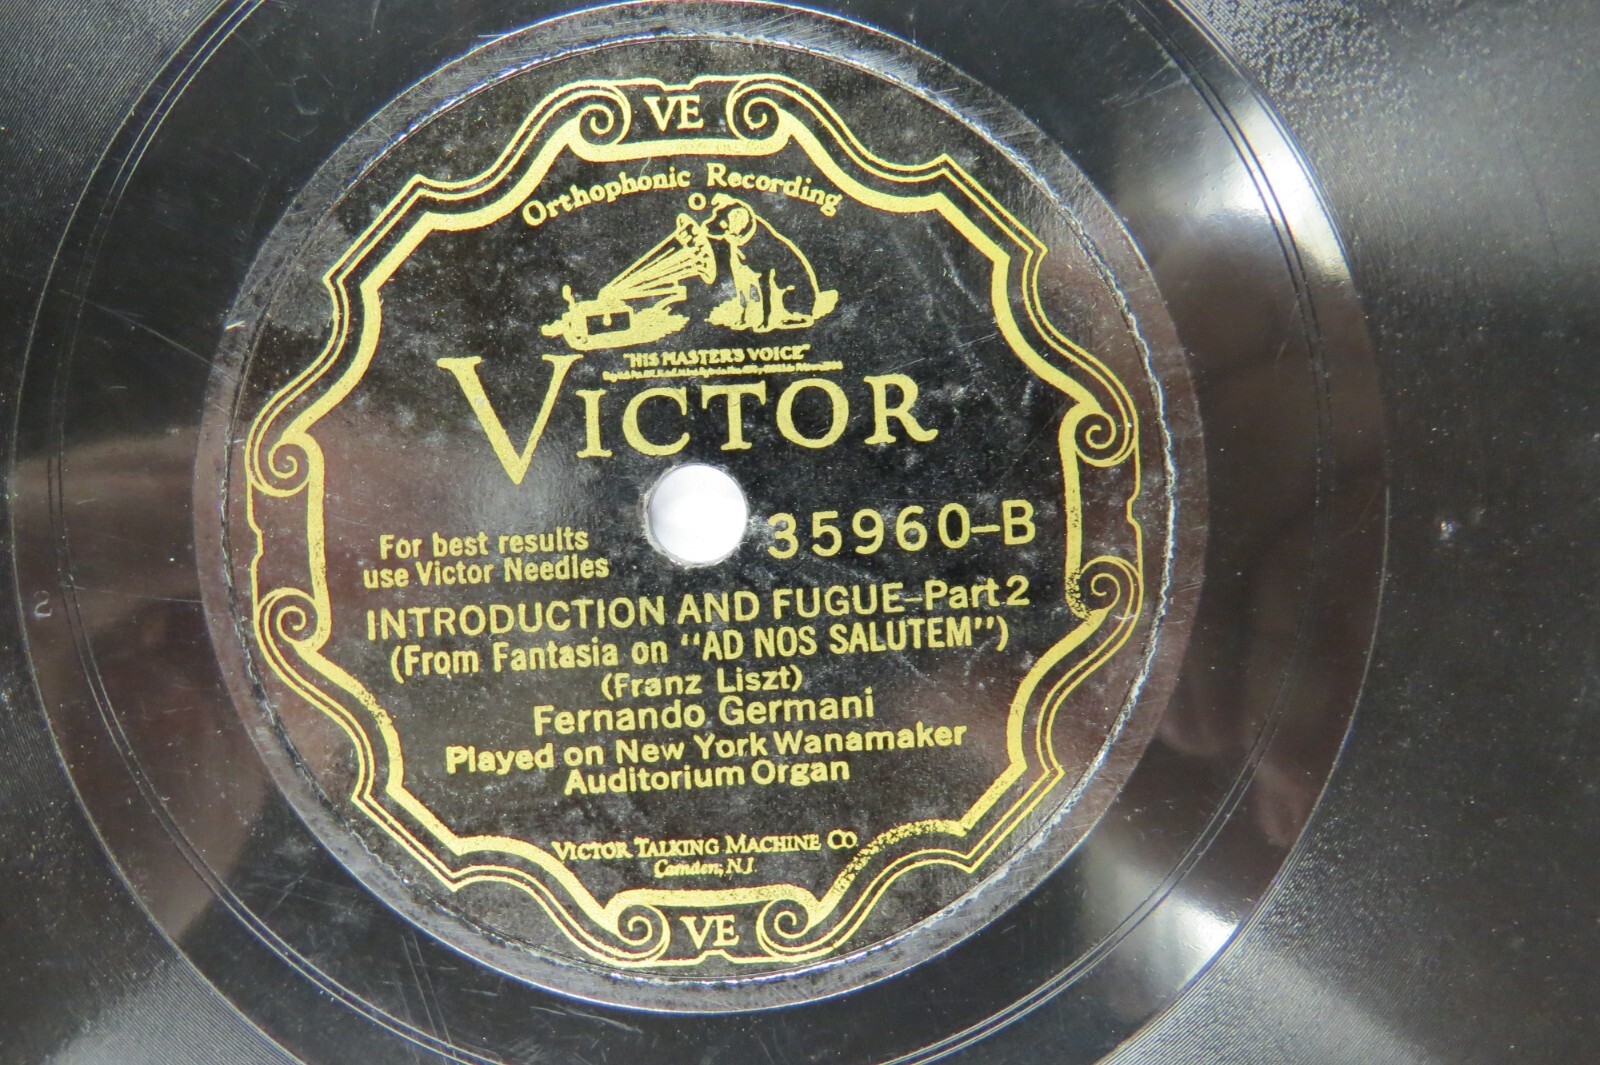 VE
Orthophonic Recording
"HIS MASTER'S VOICE"
VICTOR
35960-B
For best results
use Victor Needles
INTRODUCTION AND FUGUE-Part 2
(From Fantasia on "AD NOS SALUTEM")
(Franz Liszt)
Fernando Germani
Played on New York Wanamaker
Auditorium Organ
VICTOR TALKING MACHINE CO.
Camden, N.J.
VE
2